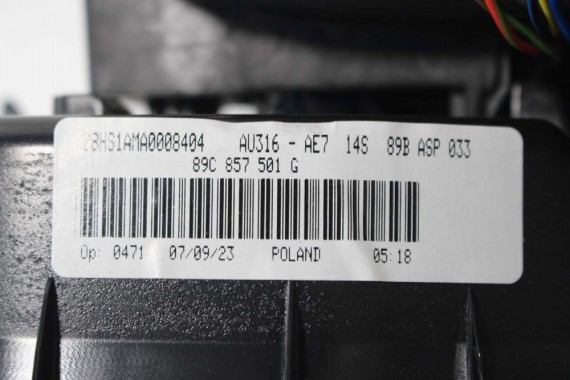 28HS1AMA0008404 AU316 - AE7 14S 89B ASP 033
89C 857 501 G
Op: 0471 07/09/23 POLAND 05:18